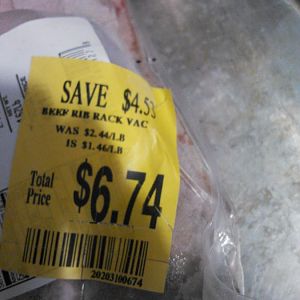 SAVE $4.53
BEEF RIB RACK VAC
WAS $2.44/LB
IS $1.46/LB
Total
Price
$6.74
20203100674